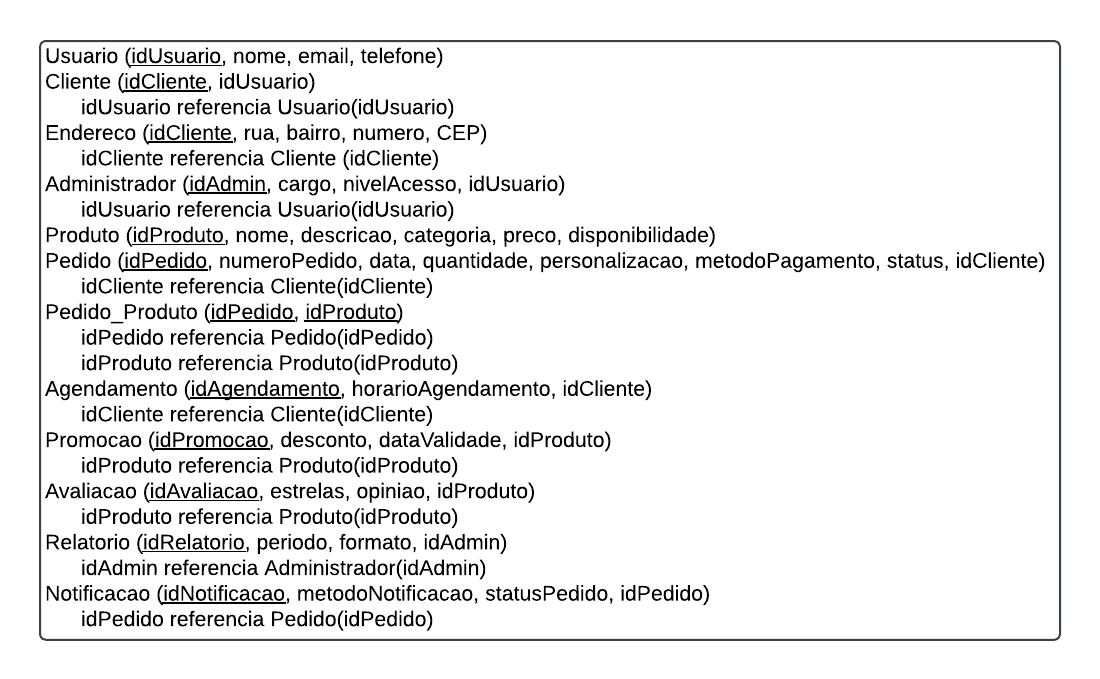 Usuario (idUsuario, nome, email, telefone)
Cliente (idCliente, idUsuario)
idUsuario referencia Usuario(idUsuario)
Endereco (idCliente, rua, bairro, numero, CEP)
idCliente referencia Cliente (idCliente)
Administrador (idAdmin, cargo, nivelAcesso, idUsuario)
idUsuario referencia Usuario(idUsuario)
Produto (idProduto, nome, descricao, categoria, preco, disponibilidade)
Pedido (idPedido, numeroPedido, data, quantidade, personalizacao, metodoPagamento, status, idCliente)
idCliente referencia Cliente(idCliente)
Pedido_Produto (idPedido, idProduto)
idPedido referencia Pedido(idPedido)
idProduto referencia Produto(idProduto)
Agendamento (idAgendamento, horarioAgendamento, idCliente)
idCliente referencia Cliente(idCliente)
Promocao (idPromocao, desconto, dataValidade, idProduto)
idProduto referencia Produto(idProduto)
Avaliacao (idAvaliacao, estrelas, opiniao, idProduto)
idProduto referencia Produto(idProduto)
Relatorio (idRelatorio, periodo, formato, idAdmin)
idAdmin referencia Administrador(idAdmin)
Notificacao (idNotificacao, metodoNotificacao, statusPedido, idPedido)
idPedido referencia Pedido(idPedido)